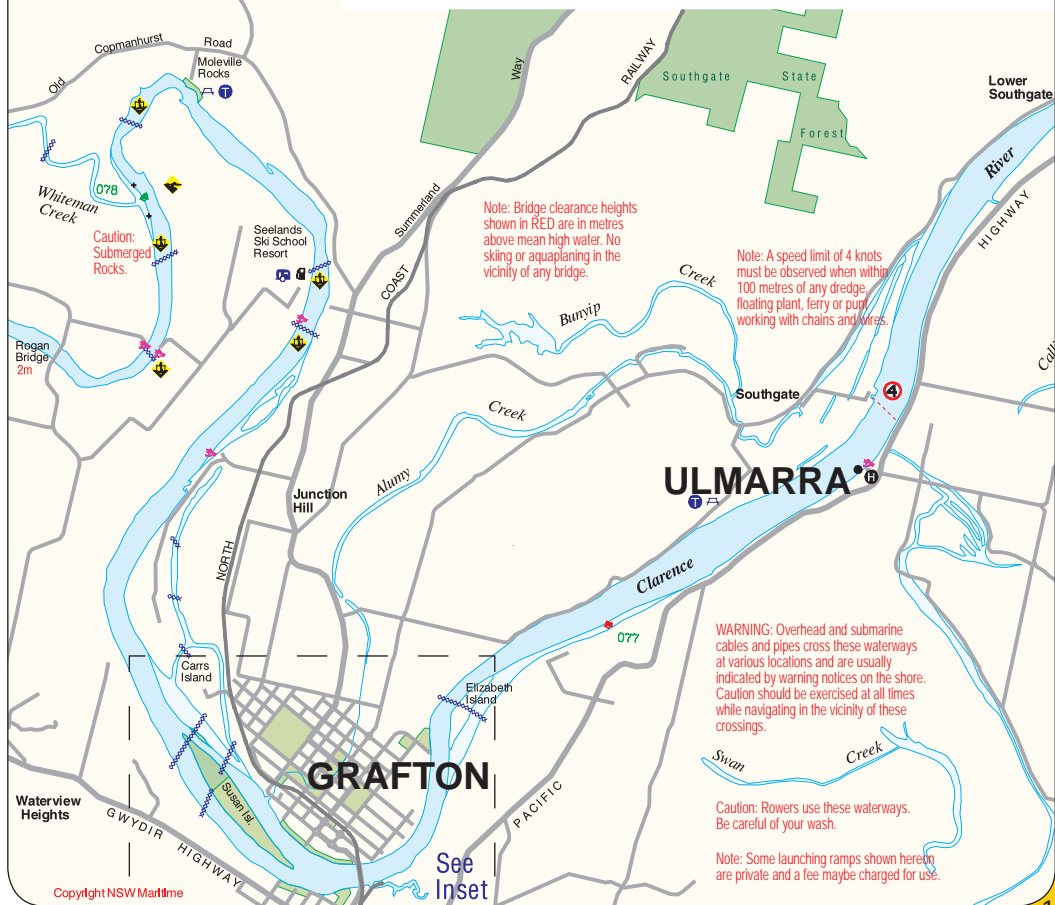 Old
Copmanhurst
Road
Moleville
Rocks
T
Way
RAILWAY
Southgate State
Forest
Lower
Southgate
River
HIGHWAY
078
Whiteman
Creek
Caution:
Submerged
Rocks.
Seelands
Ski School
Resort
Summerland
COAST
Note: Bridge clearance heights
shown in RED are in metres
above mean high water. No
skiing or aquaplaning in the
vicinity of any bridge.
Note: A speed limit of 4 knots
must be observed when within
100 metres of any dredge,
floating plant, ferry or punt
working with chains and wires.
Bunyip Creek
Rogan
Bridge
2m
Southgate
4
Alumy Creek
Junction
Hill
ULMARRA
H
T
NORTH
Clarence
077
WARNING: Overhead and submarine
cables and pipes cross these waterways
at various locations and are usually
indicated by warning notices on the shore.
Caution should be exercised at all times
while navigating in the vicinity of these
crossings.
Carrs
Island
Elizabeth
Island
Swan Creek
GRAFTON
Susan Isl.
Waterview
Heights
GWYDIR HIGHWAY
PACIFIC
Caution: Rowers use these waterways.
Be careful of your wash.
Note: Some launching ramps shown hereon
are private and a fee maybe charged for use.
See
Inset
Copyright NSW Maritime